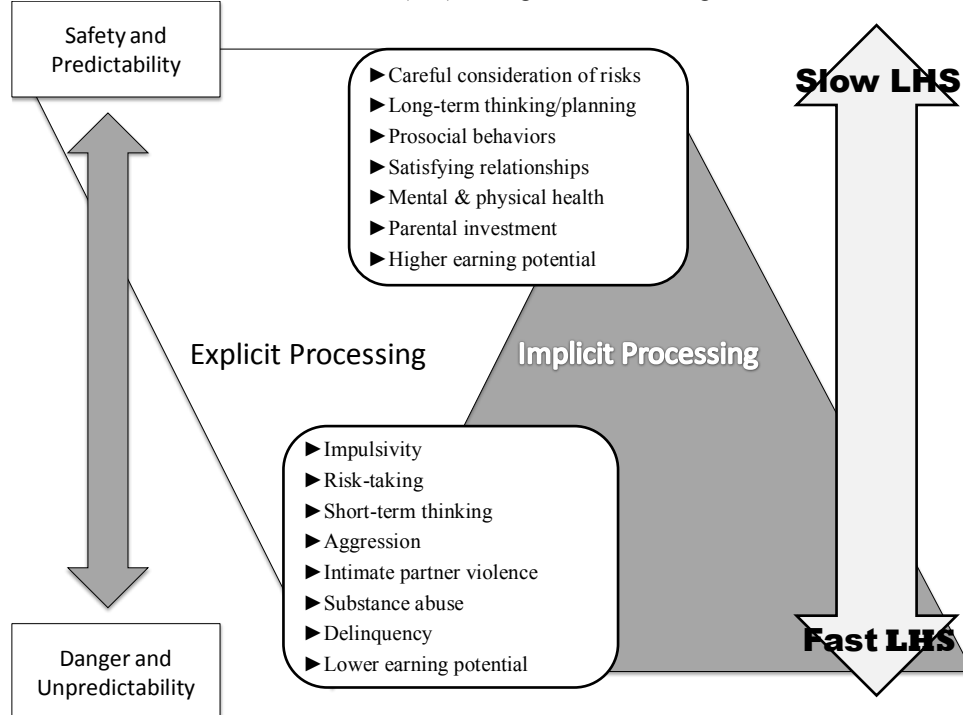 Safety and
Predictability
►Careful consideration of risks
►Long-term thinking/planning
►Prosocial behaviors
►Satisfying relationships
►Mental & physical health
►Parental investment
►Higher earning potential
Slow LHS
Explicit Processing
Implicit Processing
►Impulsivity
►Risk-taking
►Short-term thinking
►Aggression
►Intimate partner violence
►Substance abuse
►Delinquency
►Lower earning potential
Fast LHS
Danger and
Unpredictability